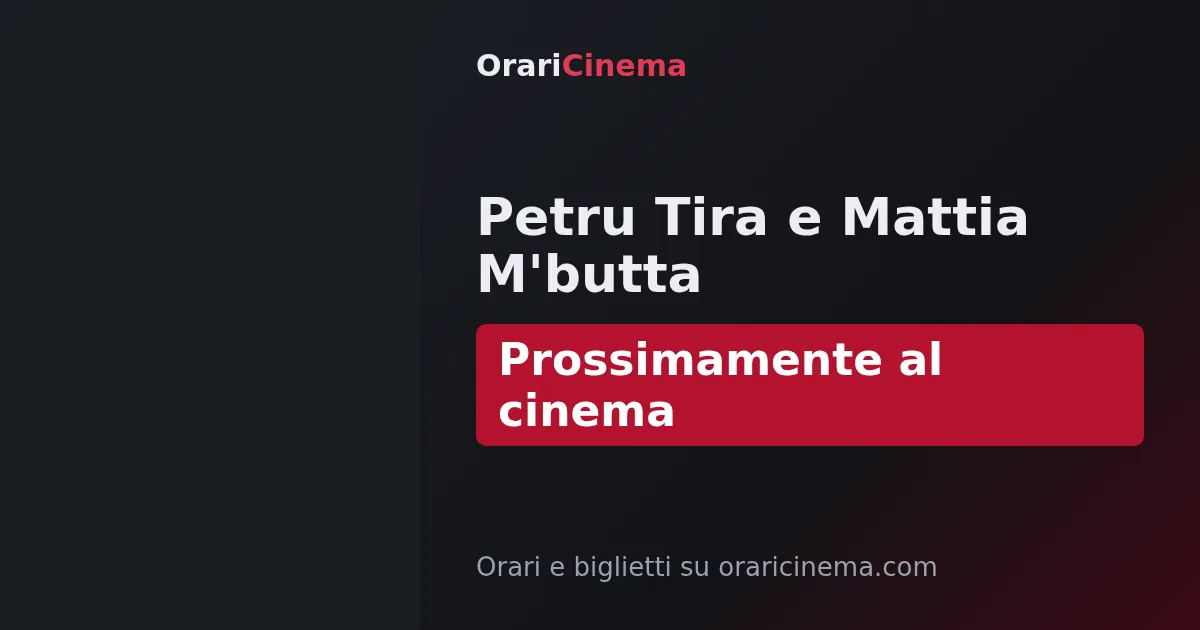 OrariCinema
Petru Tira e Mattia
M'butta
Prossimamente al
cinema
Orari e biglietti su oraricinema.com